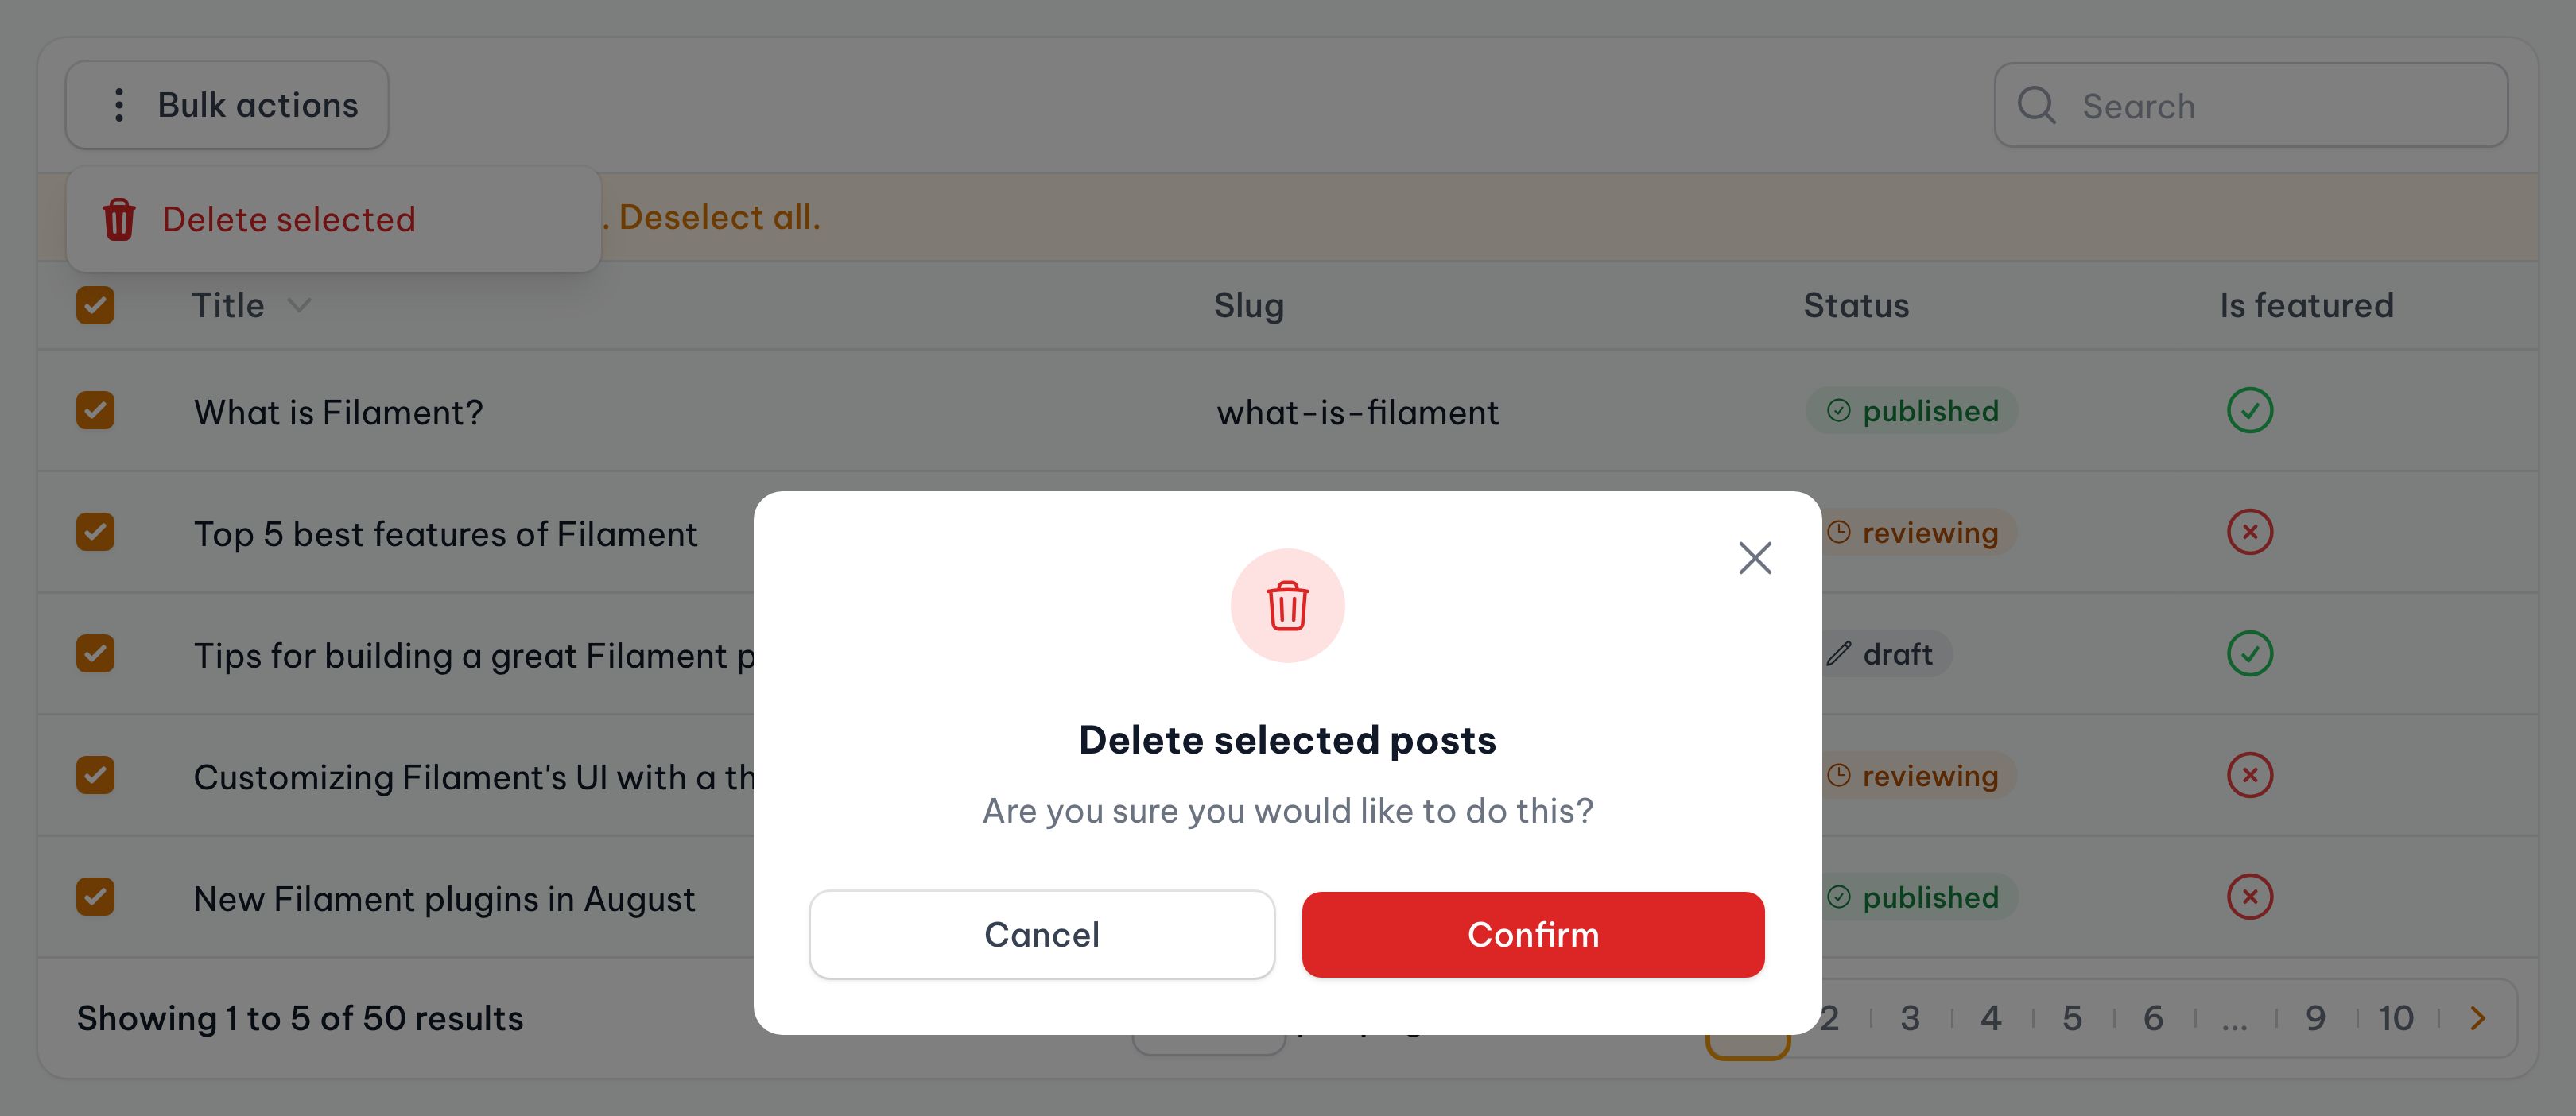 Bulk actions
Search
Delete selected
. Deselect all.
Title Slug Status Is featured
What is Filament? what-is-filament published
Top 5 best features of Filament reviewing
Tips for building a great Filament draft
Customizing Filament's UI with a reviewing
New Filament plugins in August published
Delete selected posts
Are you sure you would like to do this?
Cancel Confirm
Showing 1 to 5 of 50 results 2 3 4 5 6 ... 9 10